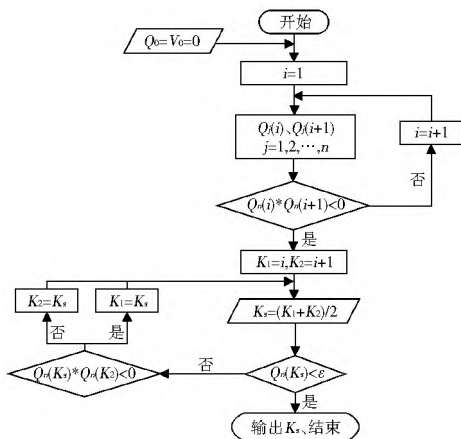 开始
Q₀=V₀=0
i=1
Qⱼ(i)、Qⱼ(i+1)
j=1,2,…,n
i=i+1
否
Qₙ(i)*Qₙ(i+1)<0
是
K₁=i,K₂=i+1
K₂=Kₛ
K₁=Kₛ
Kₛ=(K₁+K₂)/2
否
是
Qₙ(Kₛ)*Qₙ(K₂)<0
否
Qₙ(Kₛ)<ε
是
输出Kₛ、结束